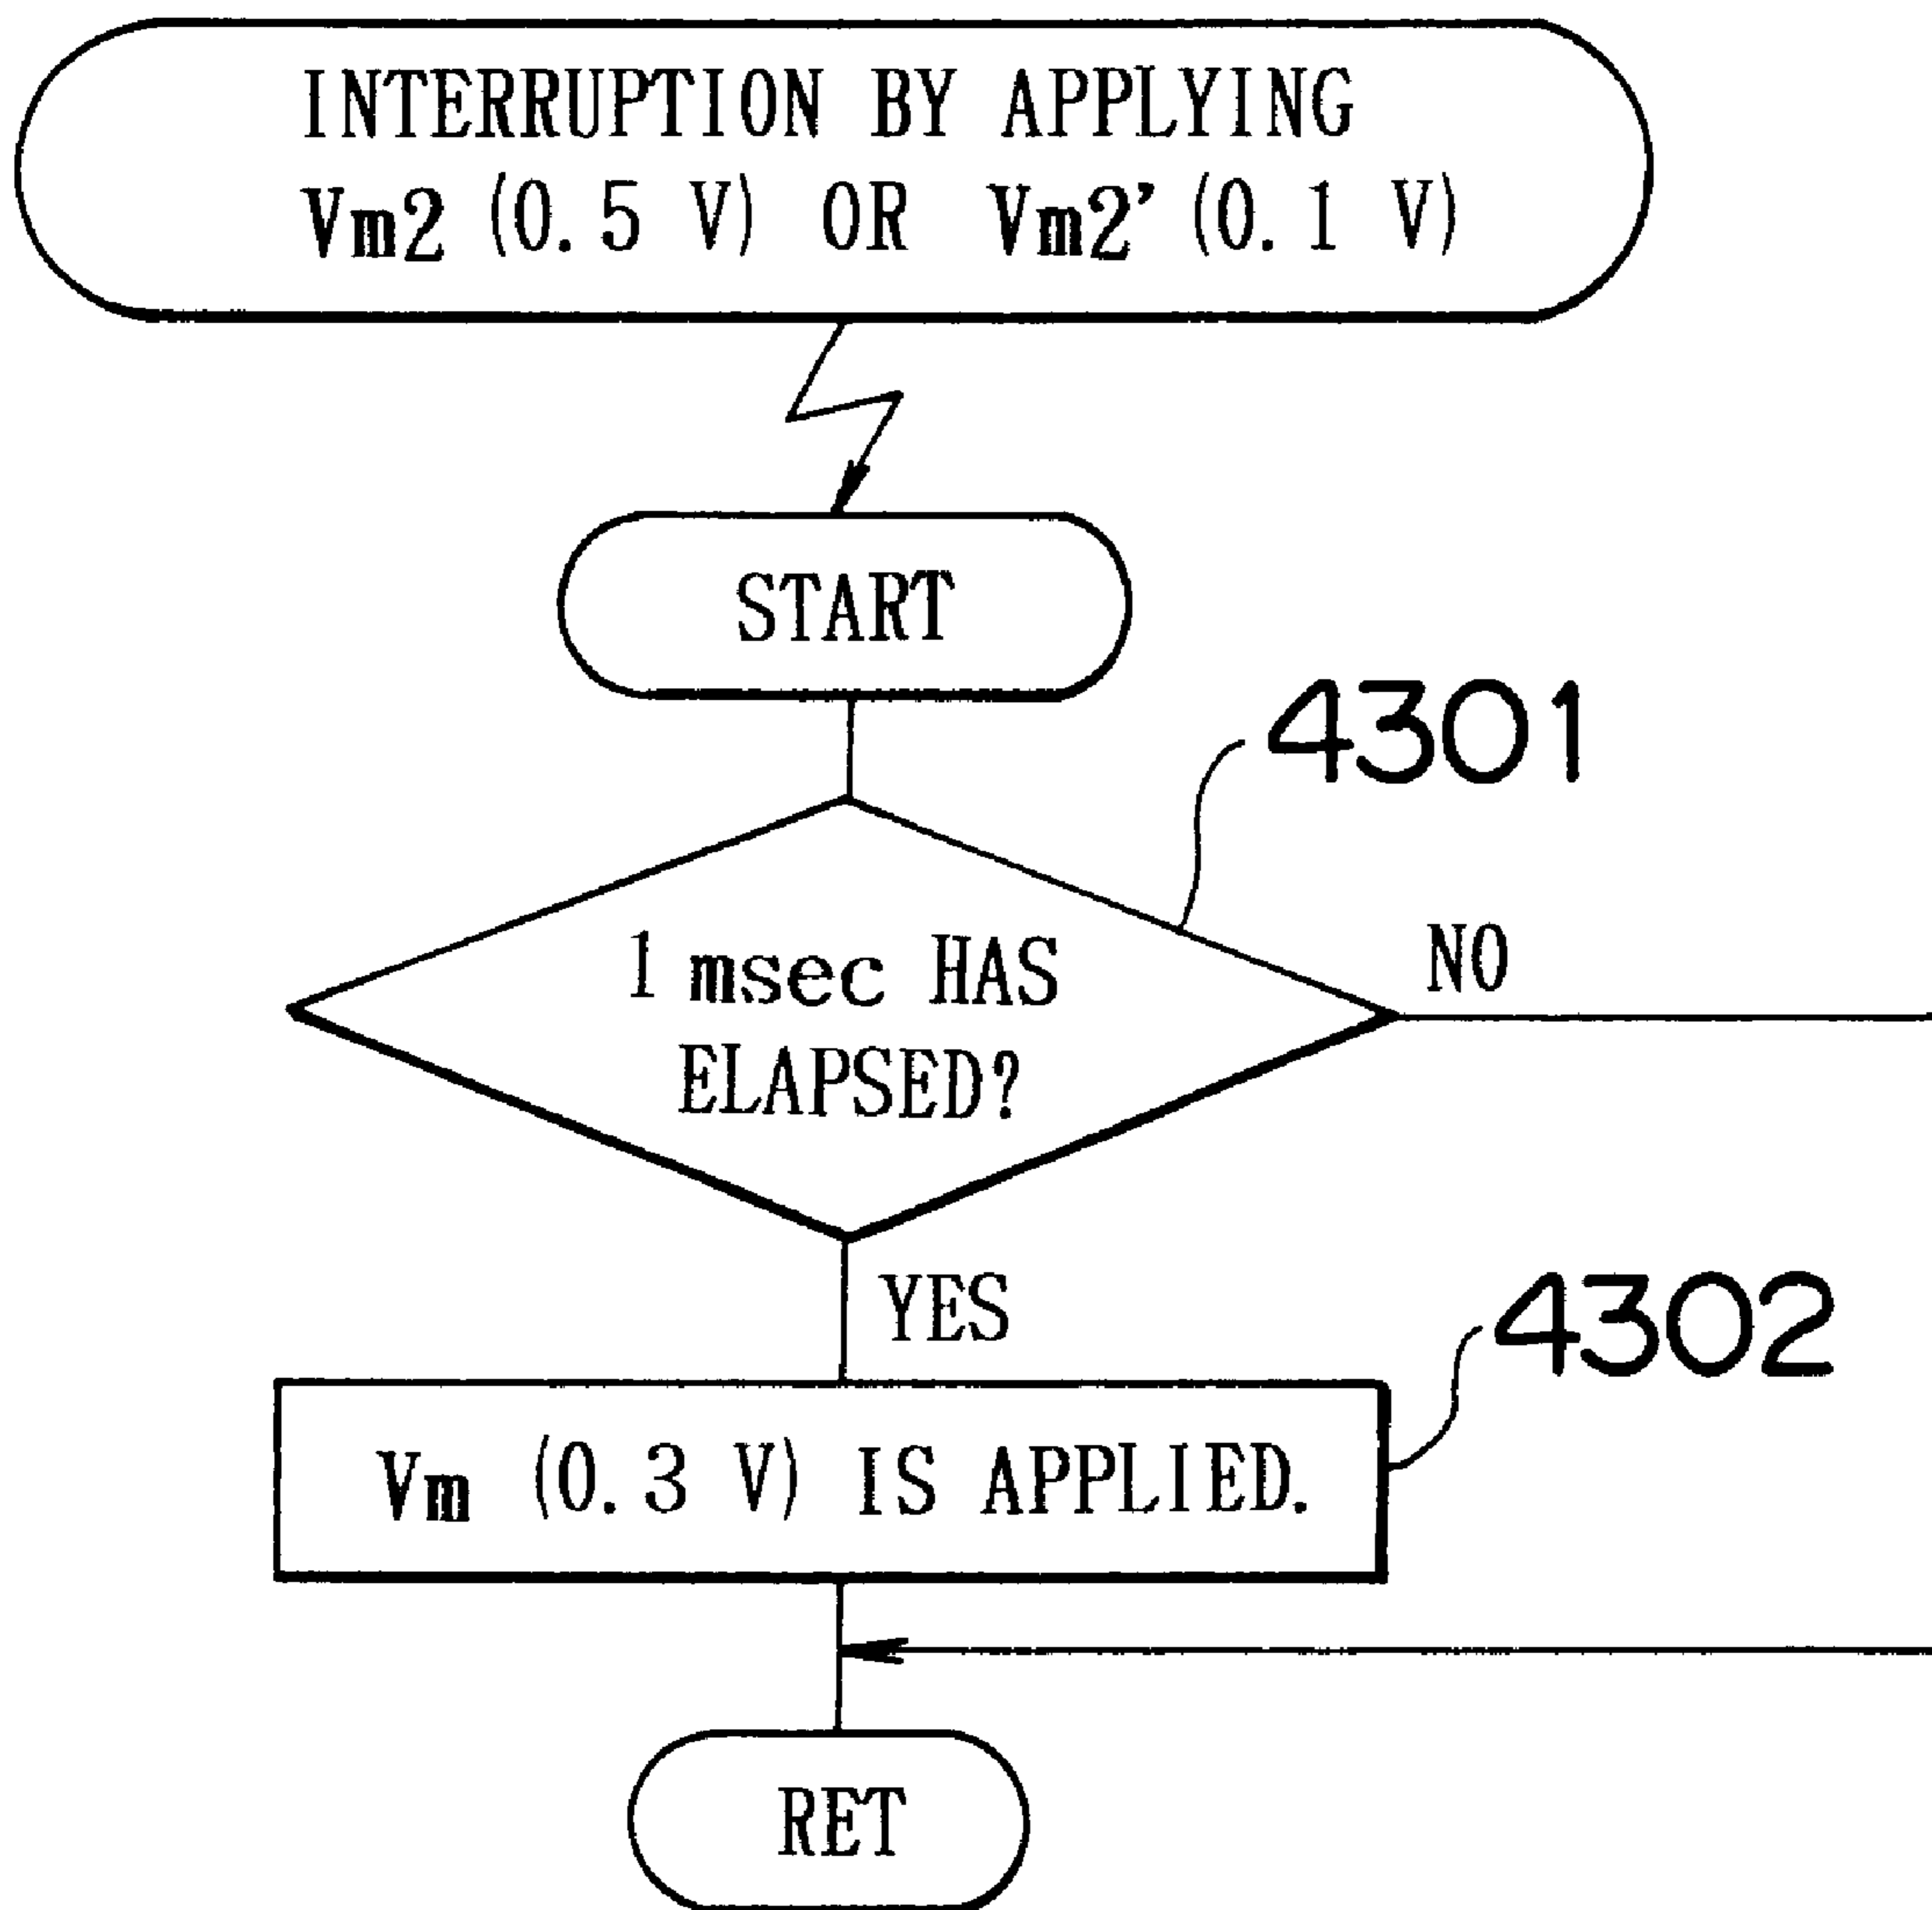 INTERRUPTION BY APPLYING
Vm2 (0.5 V) OR Vm2' (0.1 V)
START
4301
1 msec HAS
ELAPSED?
NO
YES
4302
Vm (0.3 V) IS APPLIED.
RET